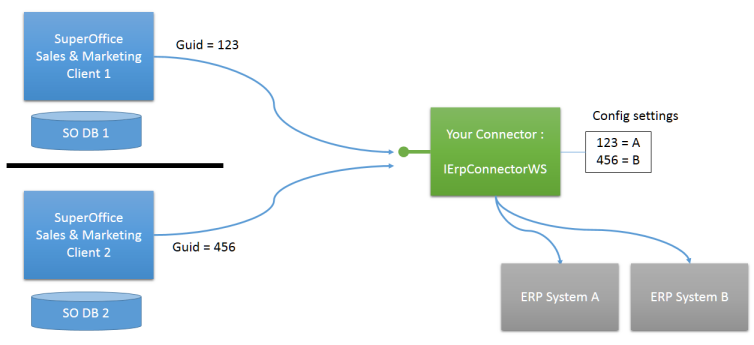 SuperOffice
Sales & Marketing
Client 1
Guid = 123
SO DB 1
Your Connector :
IErpConnectorWS
Config settings
123 = A
456 = B
SuperOffice
Sales & Marketing
Client 2
Guid = 456
SO DB 2
ERP System A
ERP System B